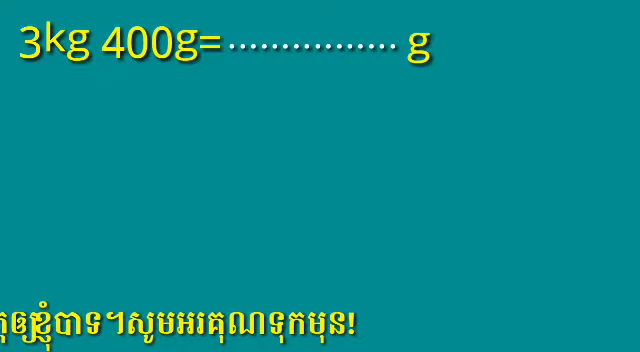 3kg 400g= ................ g
ឲ្យខ្ញុំបាទ។សូមអរគុណទុកមុន!